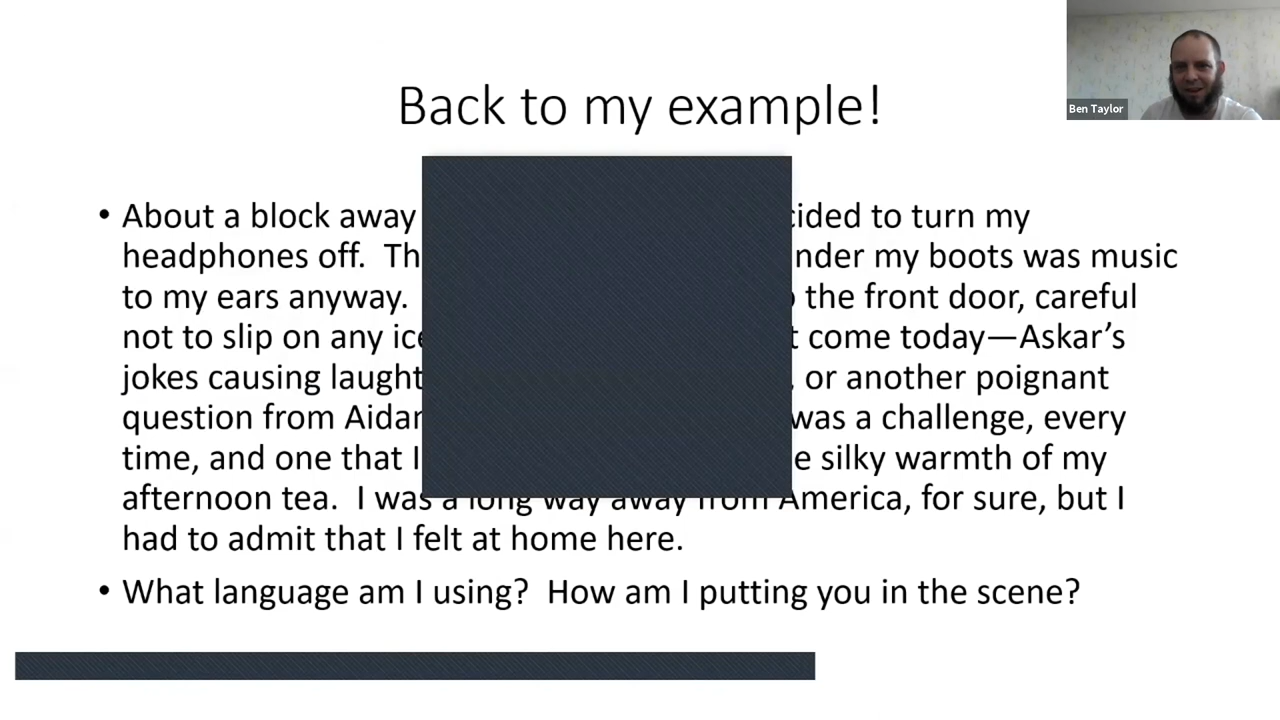 Back to my example!
Ben Taylor
• About a block away cided to turn my
headphones off. Th nder my boots was music
to my ears anyway. the front door, careful
not to slip on any ice come today—Askar’s
jokes causing laught or another poignant
question from Aidar was a challenge, every
time, and one that I silky warmth of my
afternoon tea. I was a long way away from America, for sure, but I
had to admit that I felt at home here.
• What language am I using? How am I putting you in the scene?